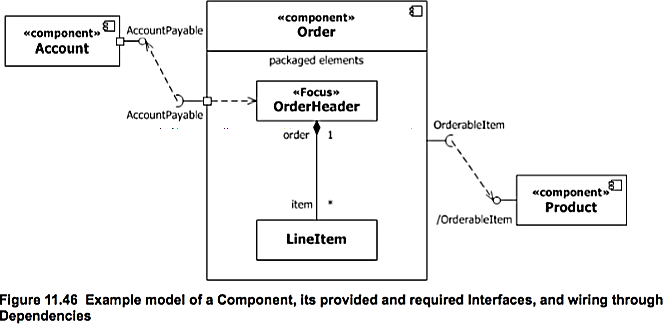 «component»
Account
AccountPayable
AccountPayable
«component»
Order
packaged elements
«Focus»
OrderHeader
order 1
item *
LineItem
OrderableItem
/OrderableItem
«component»
Product
Figure 11.46 Example model of a Component, its provided and required Interfaces, and wiring through
Dependencies